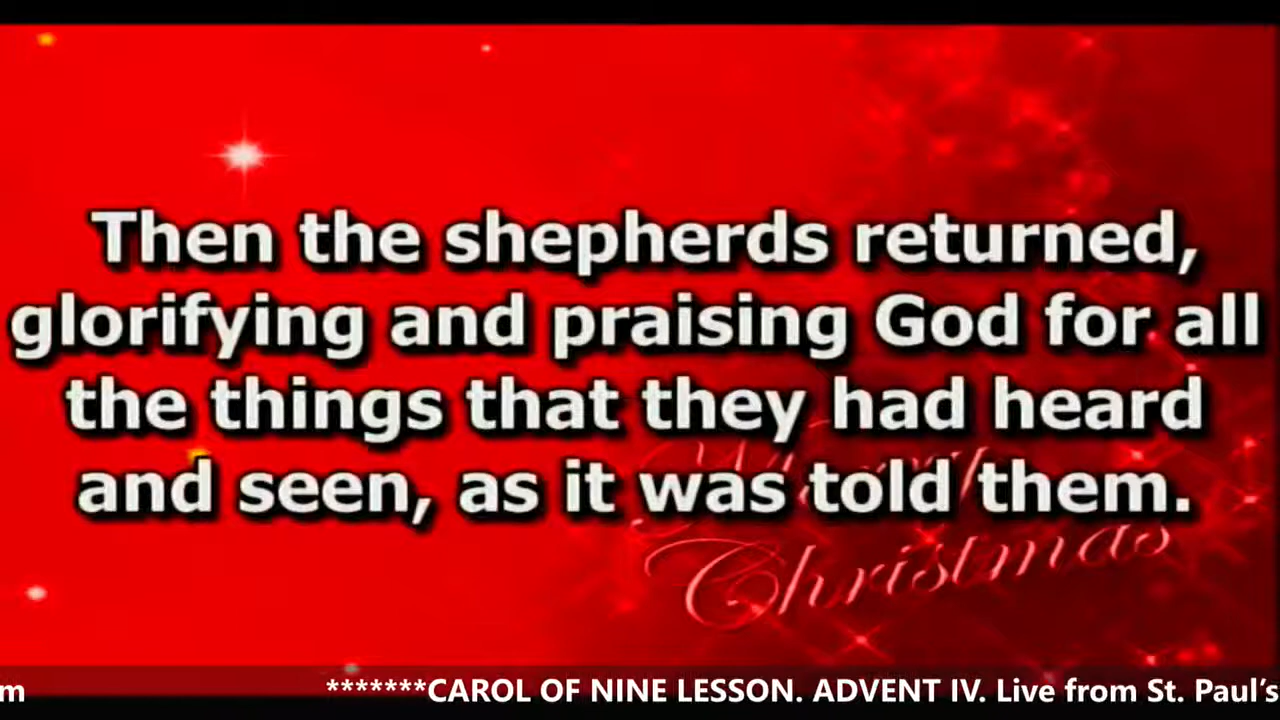 Then the shepherds returned,
glorifying and praising God for all
the things that they had heard
and seen, as it was told them.
Merry
Christmas
m *******CAROL OF NINE LESSON. ADVENT IV. Live from St. Paul’s